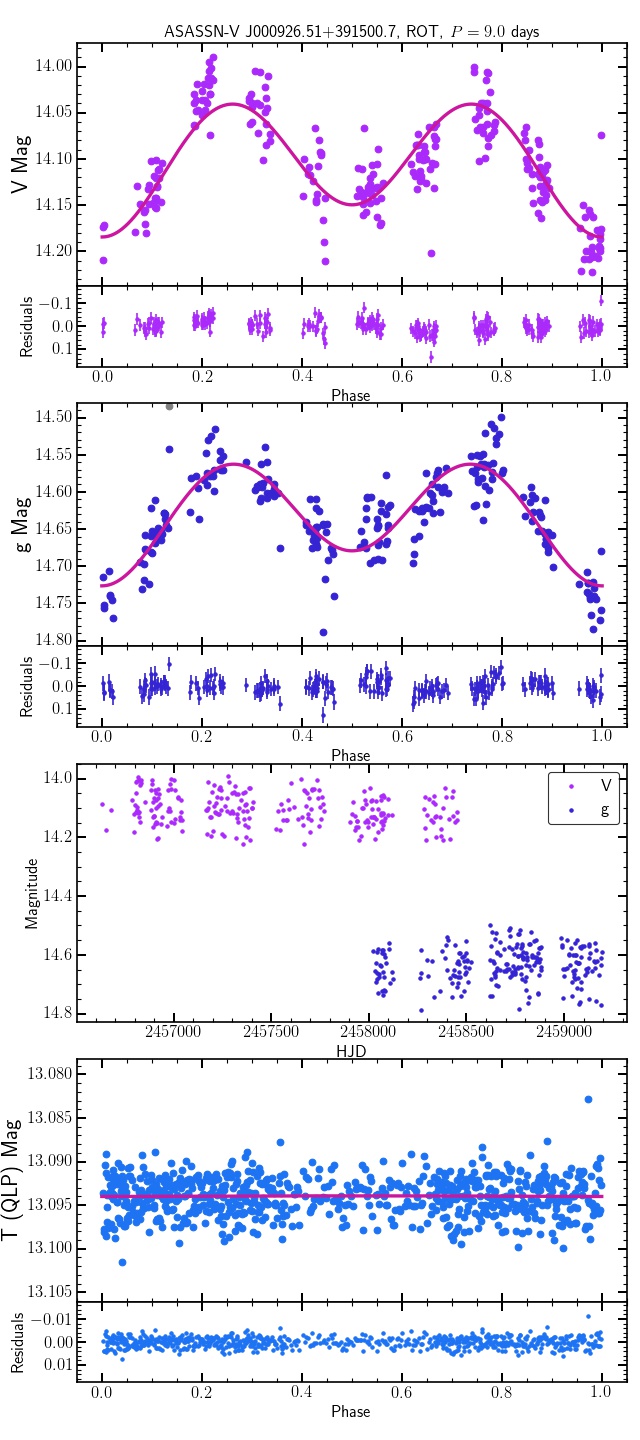 ASASSN-V J000926.51+391500.7, ROT, P = 9.0 days
14.00
14.05
14.10
14.15
14.20
V Mag
−0.1
0.0
0.1
Residuals
0.0 0.2 0.4 0.6 0.8 1.0
Phase
14.50
14.55
14.60
14.65
14.70
14.75
14.80
g Mag
−0.1
0.0
0.1
Residuals
0.0 0.2 0.4 0.6 0.8 1.0
Phase
14.0
14.2
14.4
14.6
14.8
Magnitude
V
g
2457000 2457500 2458000 2458500 2459000
HJD
13.080
13.085
13.090
13.095
13.100
13.105
T (QLP) Mag
−0.01
0.00
0.01
Residuals
0.0 0.2 0.4 0.6 0.8 1.0
Phase